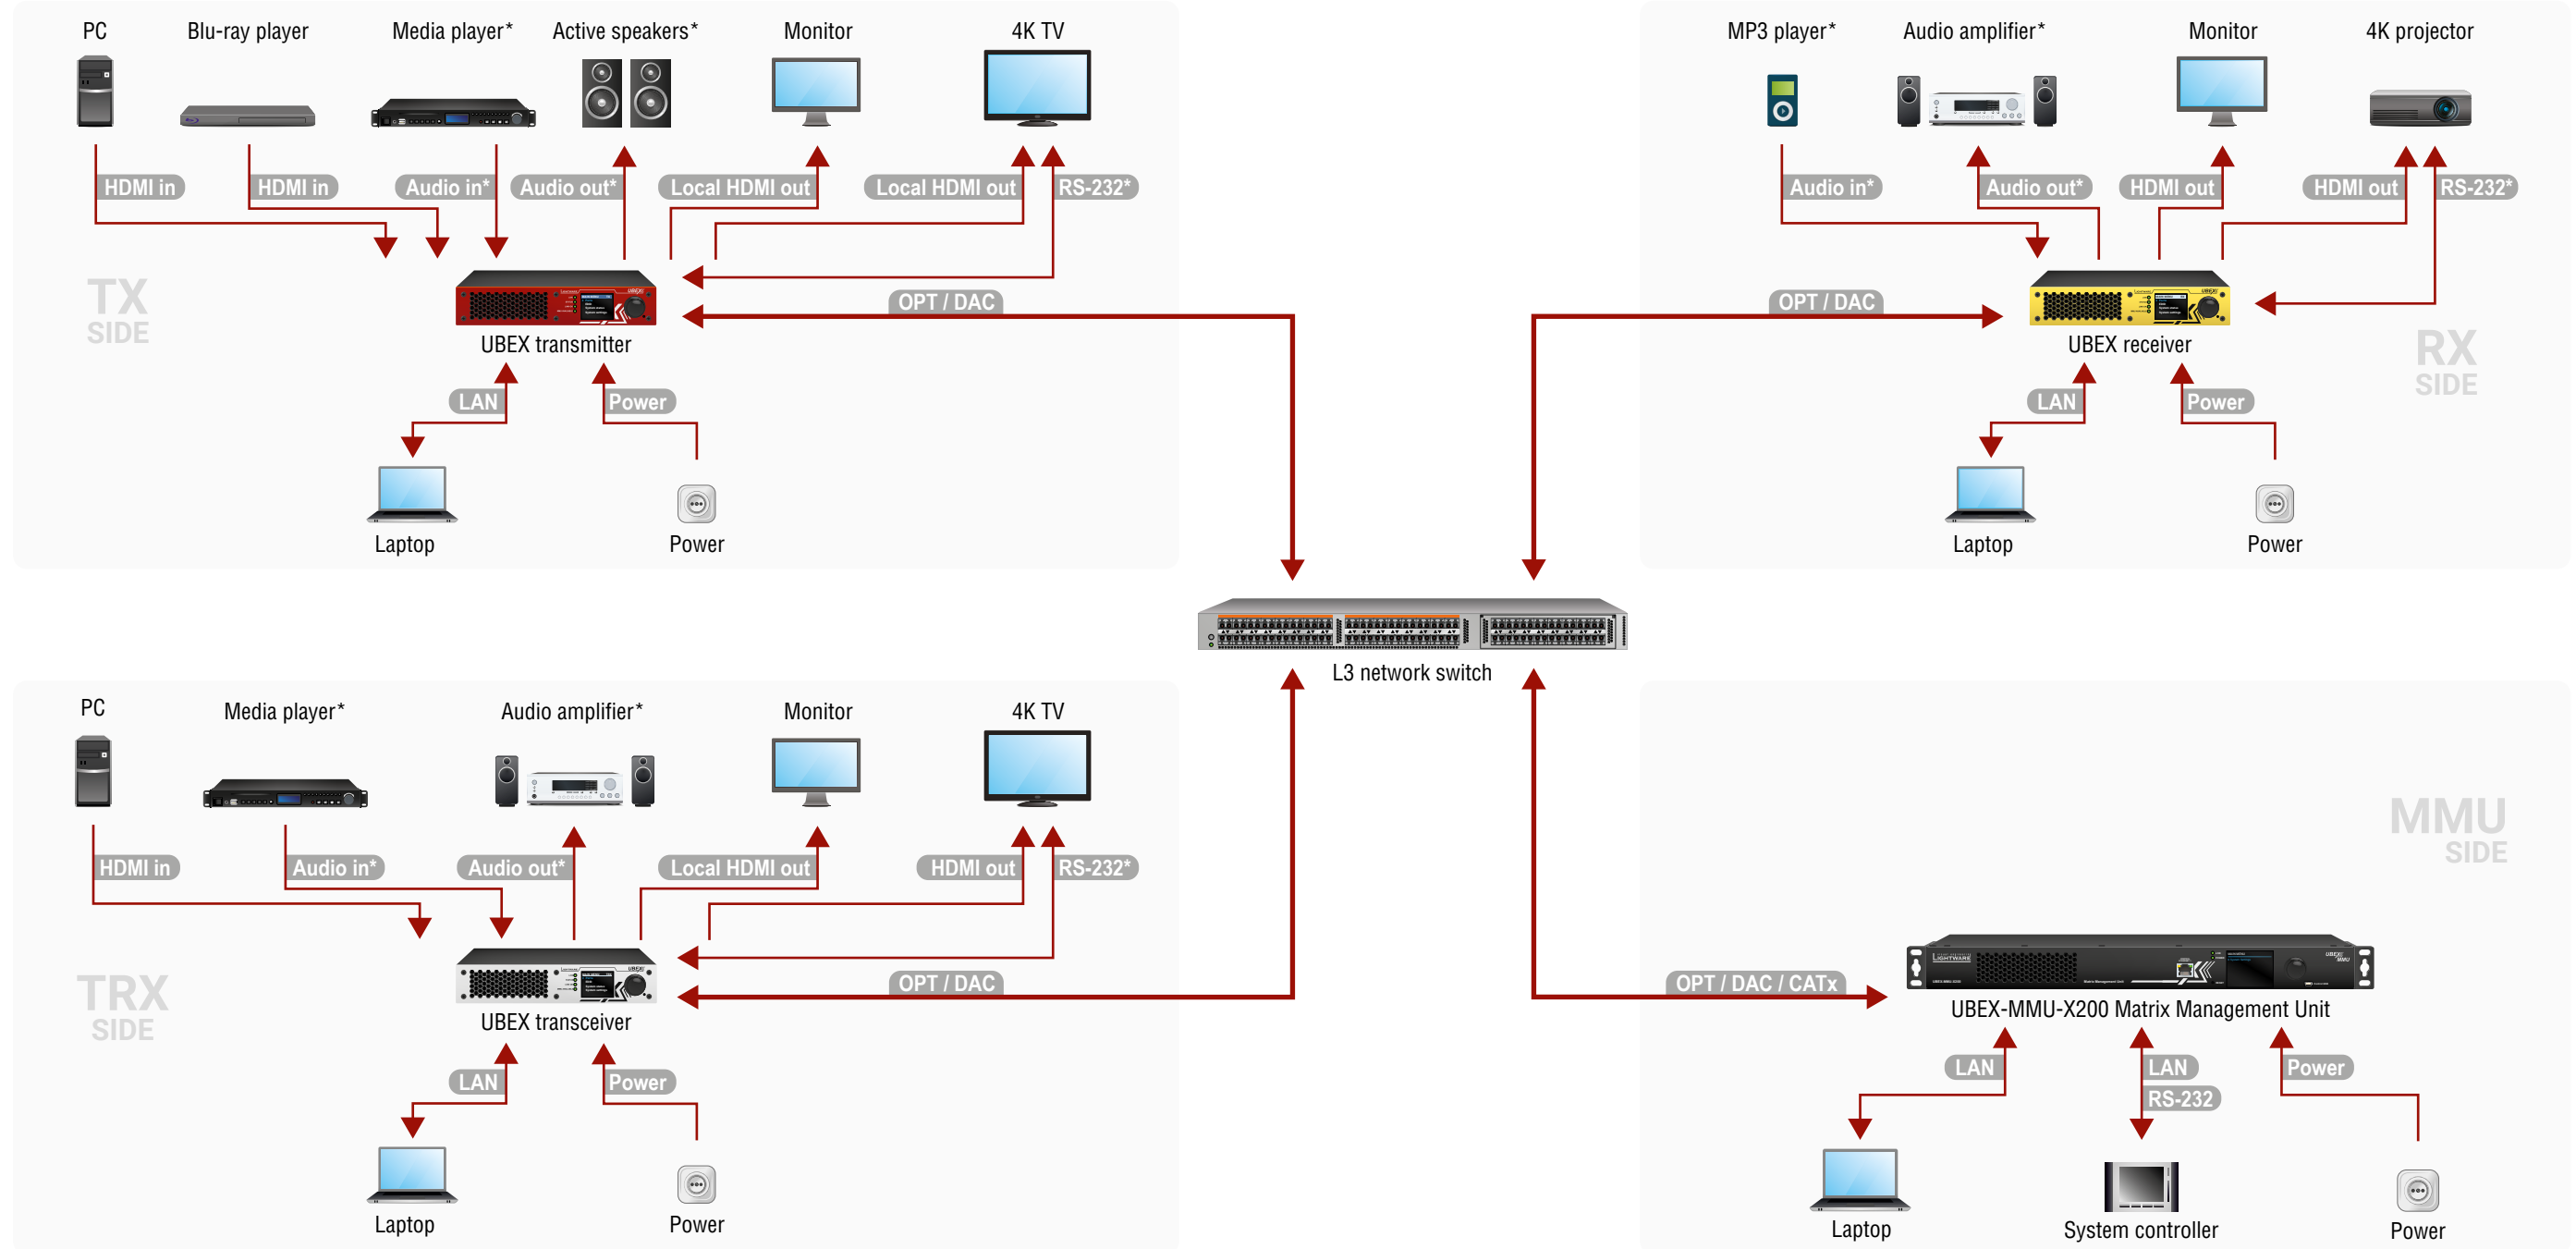 PC
Blu-ray player
Media player*
Active speakers*
Monitor
4K TV
HDMI in
HDMI in
Audio in*
Audio out*
Local HDMI out
Local HDMI out
RS-232*
TX
SIDE
UBEX transmitter
OPT / DAC
LAN
Power
Laptop
Power
MP3 player*
Audio amplifier*
Monitor
4K projector
Audio in*
Audio out*
HDMI out
HDMI out
RS-232*
OPT / DAC
UBEX receiver
RX
SIDE
LAN
Power
Laptop
Power
L3 network switch
PC
Media player*
Audio amplifier*
Monitor
4K TV
HDMI in
Audio in*
Audio out*
Local HDMI out
HDMI out
RS-232*
TRX
SIDE
UBEX transceiver
OPT / DAC
LAN
Power
Laptop
Power
MMU
SIDE
OPT / DAC / CATx
LIGHTWARE
UBEX-MMU-X200 Matrix Management Unit
LAN
LAN
RS-232
Power
Laptop
System controller
Power